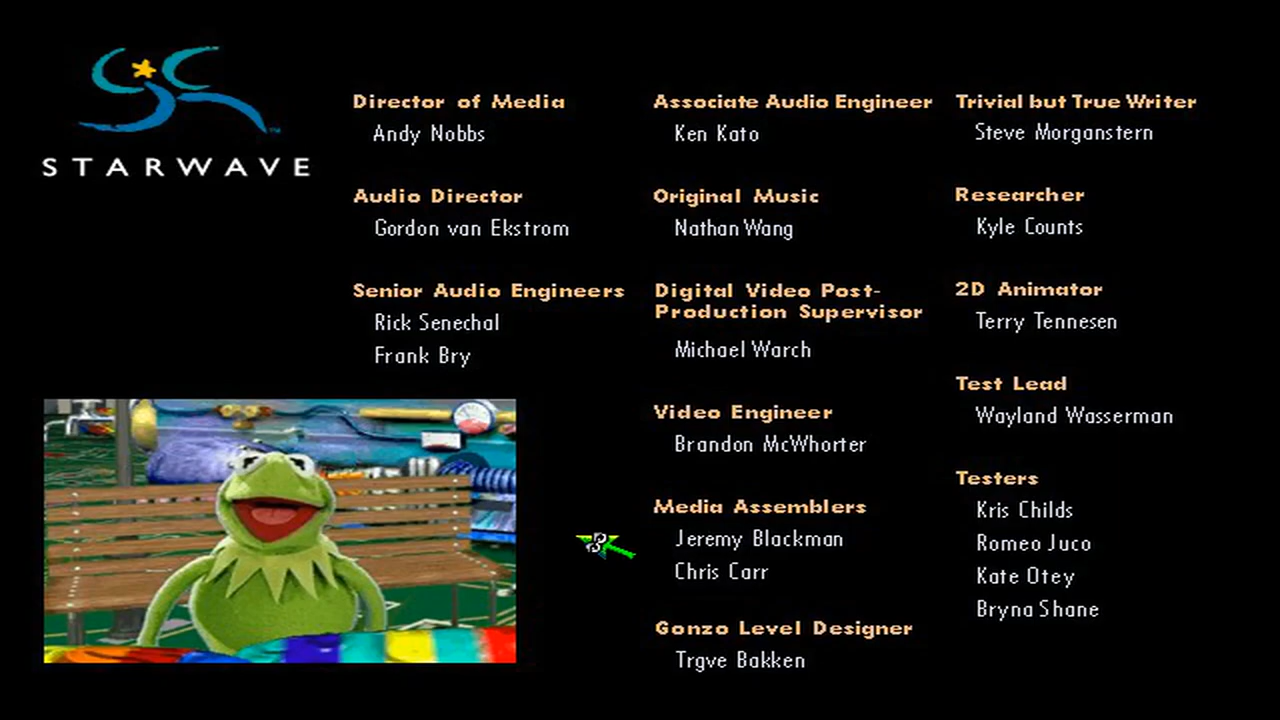 STARWAVE
Director of Media
Andy Nobbs
Audio Director
Gordon van Ekstrom
Senior Audio Engineers
Rick Senechal
Frank Bry
Associate Audio Engineer
Ken Kato
Original Music
Nathan Wang
Digital Video Post-
Production Supervisor
Michael Warch
Video Engineer
Brandon McWhorter
Media Assemblers
Jeremy Blackman
Chris Carr
Gonzo Level Designer
Trgve Bakken
Trivial but True Writer
Steve Morganstern
Researcher
Kyle Counts
2D Animator
Terry Tennesen
Test Lead
Wayland Wasserman
Testers
Kris Childs
Romeo Juco
Kate Otey
Bryna Shane